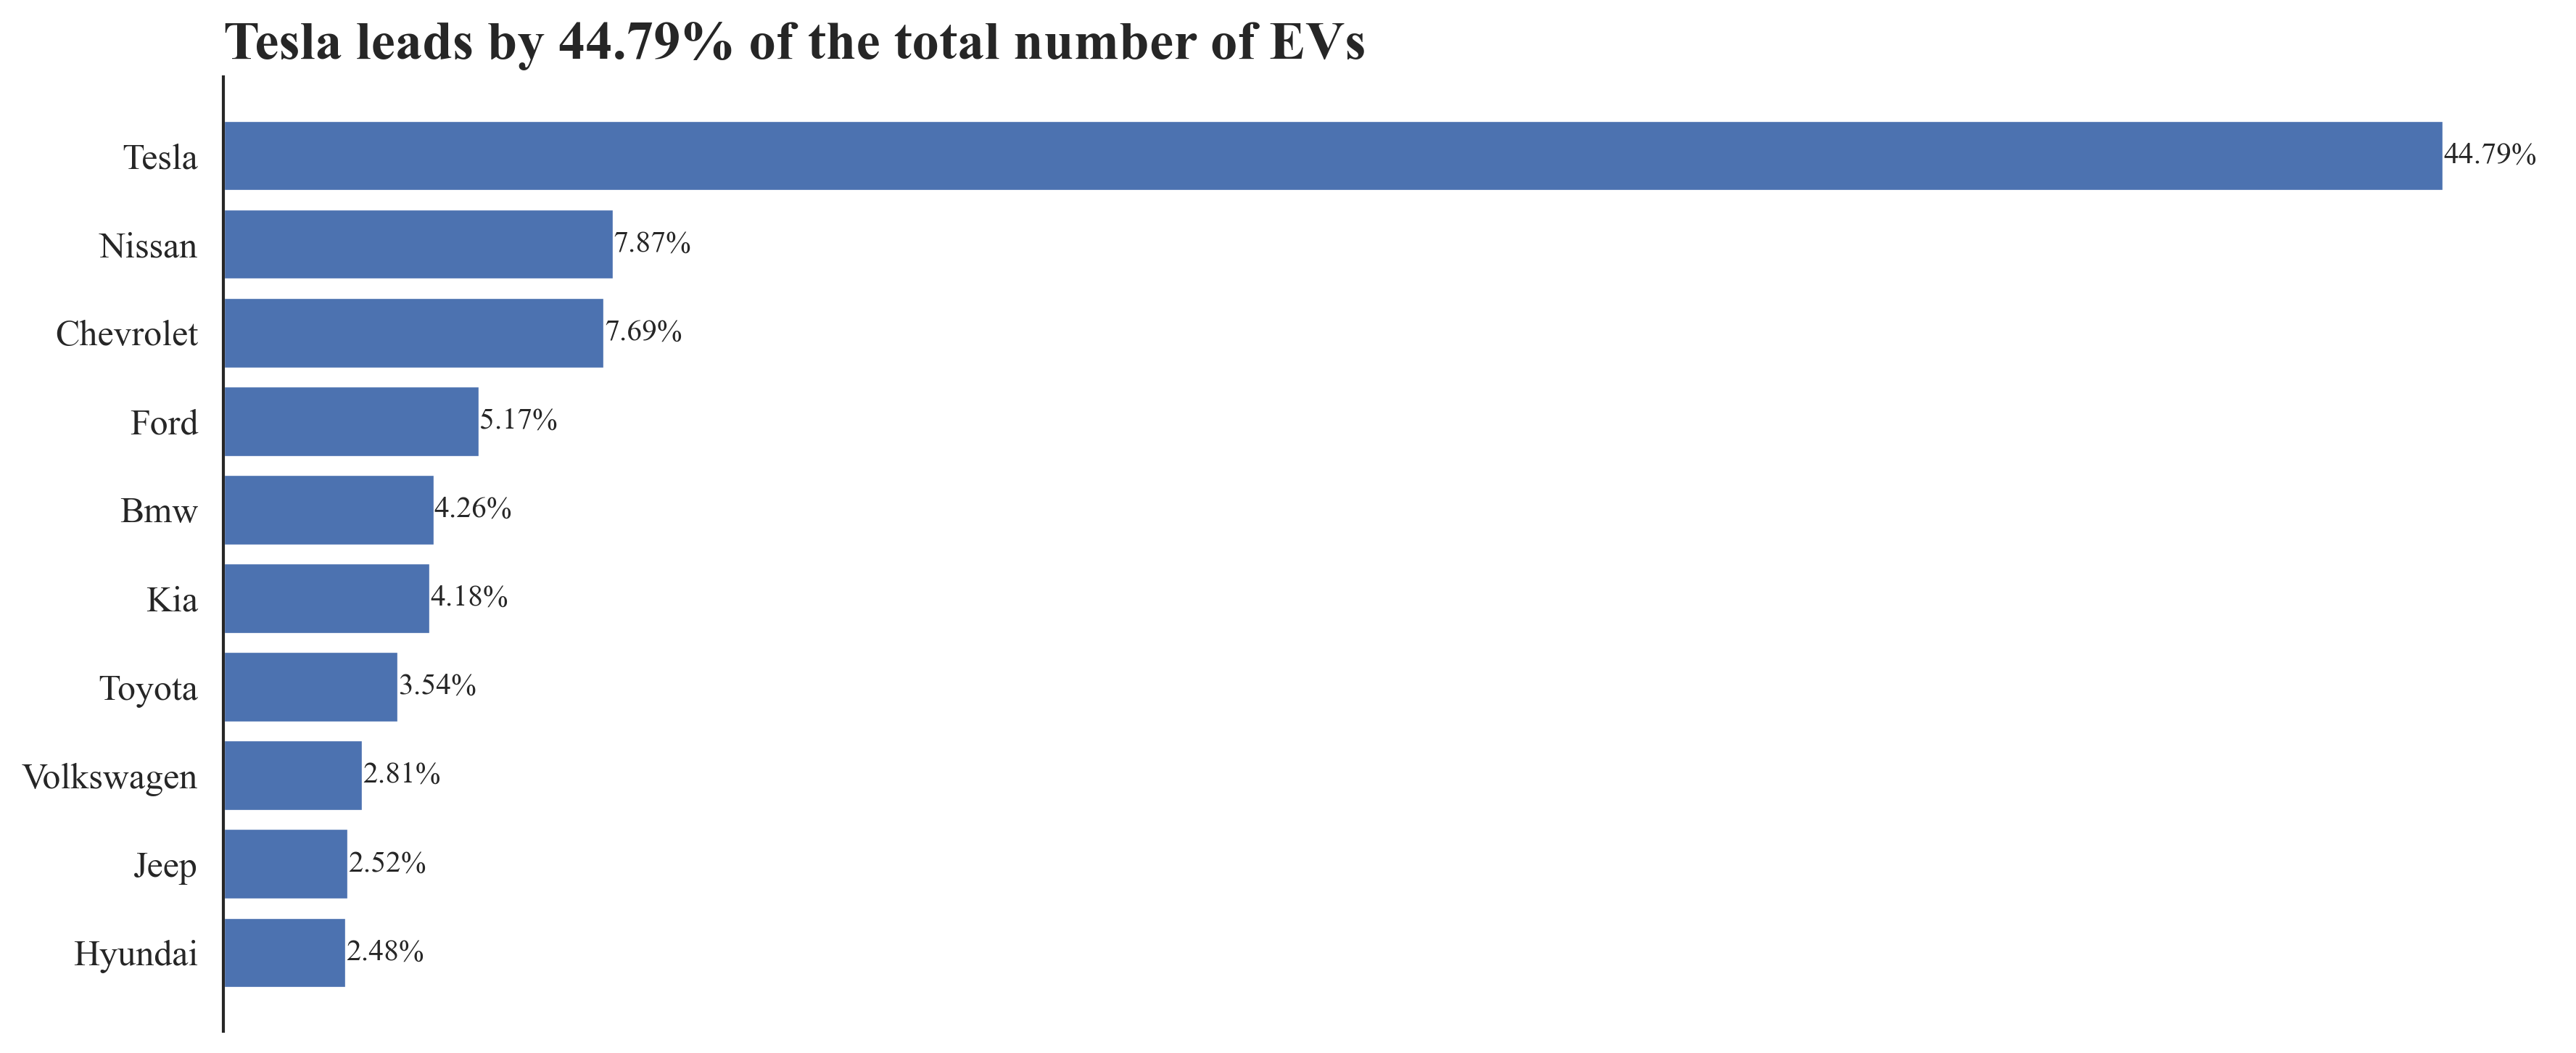 Tesla leads by 44.79% of the total number of EVs
Tesla 44.79%
Nissan 7.87%
Chevrolet 7.69%
Ford 5.17%
Bmw 4.26%
Kia 4.18%
Toyota 3.54%
Volkswagen 2.81%
Jeep 2.52%
Hyundai 2.48%